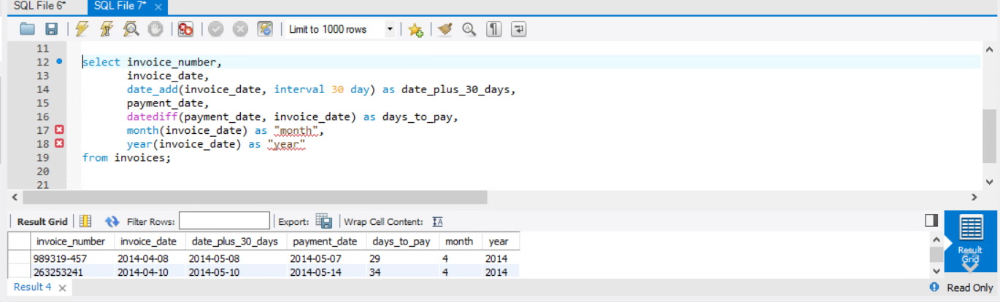 SQL File 6* SQL File 7*
Limit to 1000 rows
11
12 select invoice_number,
13 invoice_date,
14 date_add(invoice_date, interval 30 day) as date_plus_30_days,
15 payment_date,
16 datediff(payment_date, invoice_date) as days_to_pay,
17 month(invoice_date) as "month",
18 year(invoice_date) as "year"
19 from invoices;
20
21
Result Grid Filter Rows: Export: Wrap Cell Content: IA
invoice_number invoice_date date_plus_30_days payment_date days_to_pay month year
989319-457 2014-04-08 2014-05-08 2014-05-07 29 4 2014
263253241 2014-04-10 2014-05-10 2014-05-14 34 4 2014
Result
Grid
Result 4 Read Only